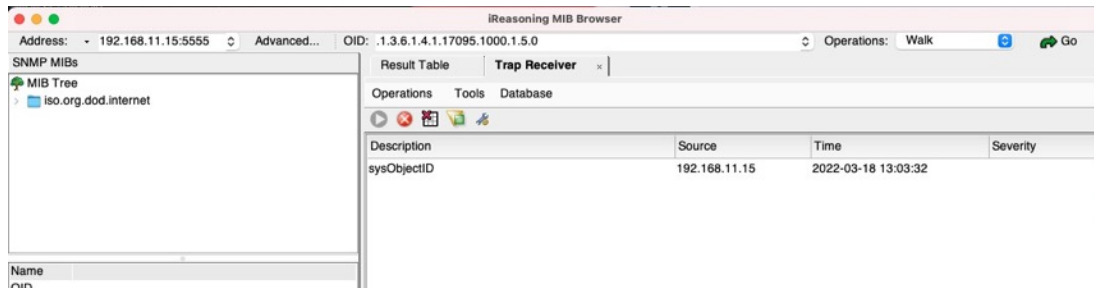 iReasoning MIB Browser
Address: 192.168.11.15:5555 Advanced... OID: .1.3.6.1.4.1.17095.1000.1.5.0 Operations: Walk Go
SNMP MIBs
MIB Tree
iso.org.dod.internet
Result Table Trap Receiver ×
Operations Tools Database
Description Source Time Severity
sysObjectID 192.168.11.15 2022-03-18 13:03:32
Name
OID